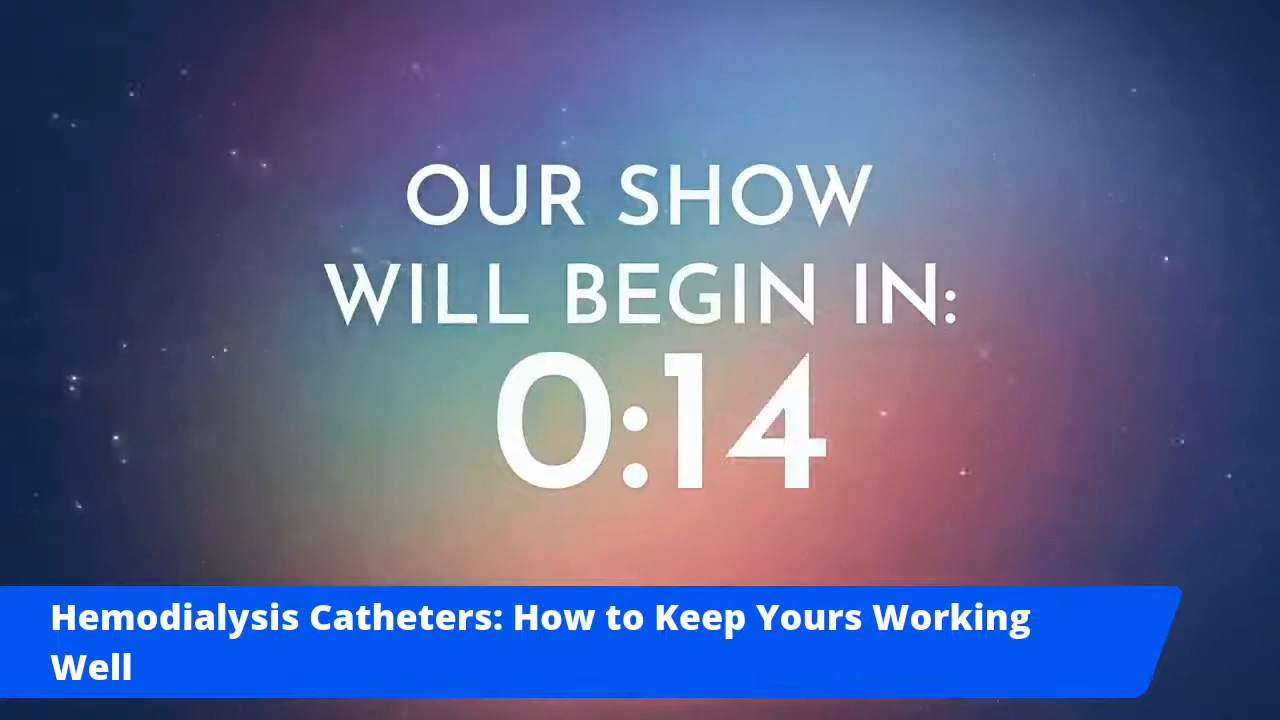 OUR SHOW
WILL BEGIN IN:
0:14
Hemodialysis Catheters: How to Keep Yours Working
Well